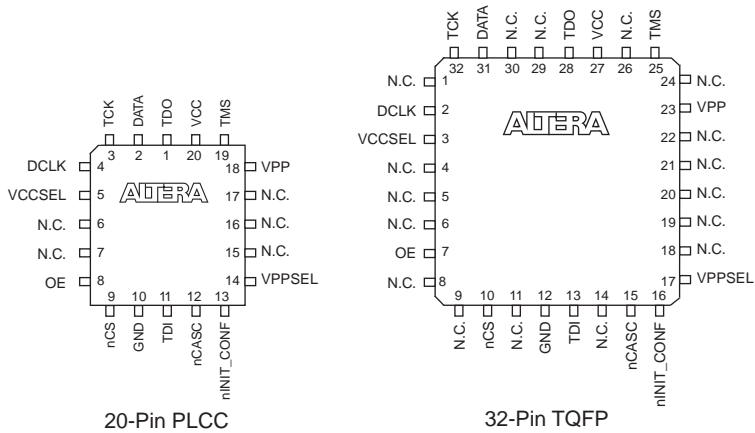 TCK
DATA
TDO
VCC
TMS
3
2
1
20
19
DCLK 4
VCCSEL 5
N.C. 6
N.C. 7
OE 8
18 VPP
17 N.C.
16 N.C.
15 N.C.
14 VPPSEL
ALTERA
9
10
11
12
13
nCS
GND
TDI
nCASC
nINIT_CONF
20-Pin PLCC
TCK
DATA
N.C.
N.C.
TDO
VCC
N.C.
TMS
32
31
30
29
28
27
26
25
N.C. 1
DCLK 2
VCCSEL 3
N.C. 4
N.C. 5
N.C. 6
OE 7
N.C. 8
24 N.C.
23 VPP
22 N.C.
21 N.C.
20 N.C.
19 N.C.
18 N.C.
17 VPPSEL
ALTERA
9
10
11
12
13
14
15
16
N.C.
nCS
N.C.
GND
TDI
N.C.
nCASC
nINIT_CONF
32-Pin TQFP